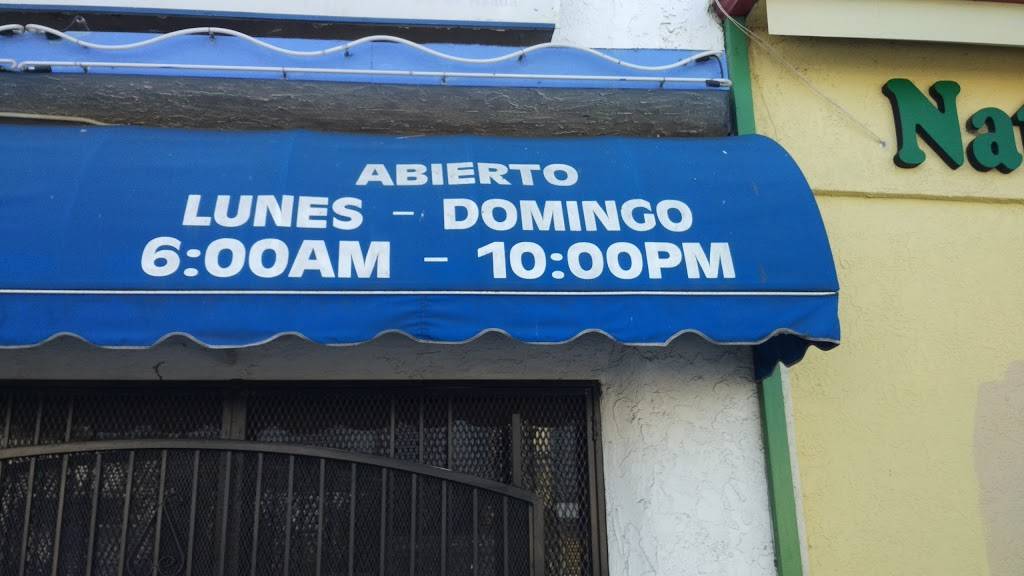 ABIERTO
LUNES - DOMINGO
6:00AM - 10:00PM